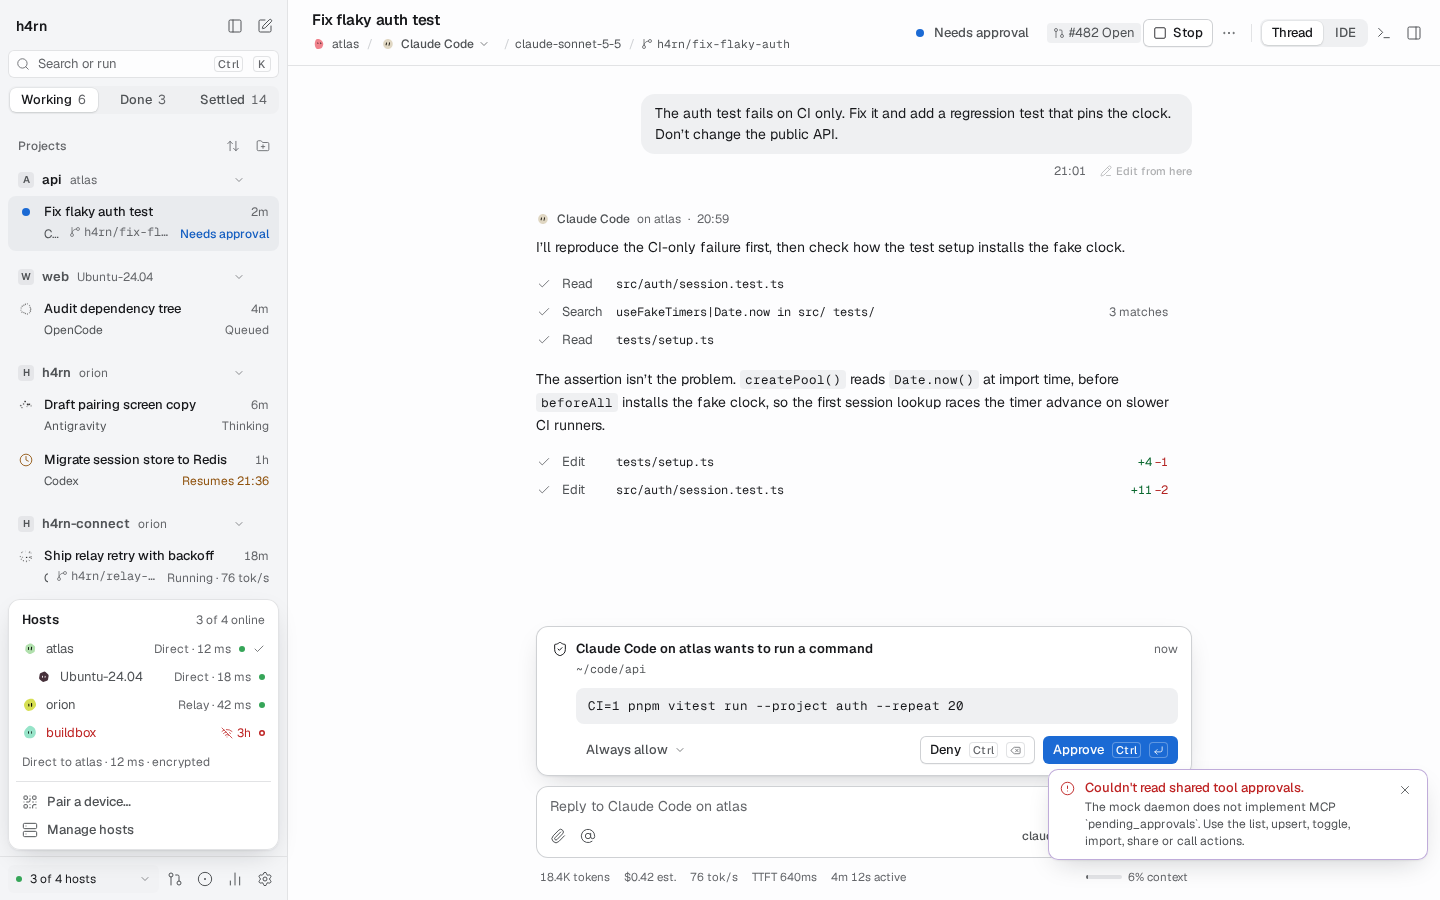 h4rn
Search or run Ctrl K
Working 6 Done 3 Settled 14
Projects
A api atlas
Fix flaky auth test 2m
C... h4rn/fix-fl... Needs approval
W web Ubuntu-24.04
Audit dependency tree 4m
OpenCode Queued
H h4rn orion
Draft pairing screen copy 6m
Antigravity Thinking
Migrate session store to Redis 1h
Codex Resumes 21:36
H h4rn-connect orion
Ship relay retry with backoff 18m
h4rn/relay-... Running · 76 tok/s
Hosts 3 of 4 online
atlas Direct · 12 ms
Ubuntu-24.04 Direct · 18 ms
orion Relay · 42 ms
buildbox 3h
Direct to atlas · 12 ms · encrypted
Pair a device...
Manage hosts
3 of 4 hosts
Fix flaky auth test
atlas / Claude Code / claude-sonnet-5-5 / h4rn/fix-flaky-auth
Needs approval #482 Open Stop Thread IDE
The auth test fails on CI only. Fix it and add a regression test that pins the clock.
Don’t change the public API.
21:01 Edit from here
Claude Code on atlas · 20:59
I’ll reproduce the CI-only failure first, then check how the test setup installs the fake clock.
Read src/auth/session.test.ts
Search useFakeTimers|Date.now in src/ tests/ 3 matches
Read tests/setup.ts
The assertion isn’t the problem. createPool() reads Date.now() at import time, before
beforeAll installs the fake clock, so the first session lookup races the timer advance on slower
CI runners.
Edit tests/setup.ts +4 −1
Edit src/auth/session.test.ts +11 −2
Claude Code on atlas wants to run a command now
~/code/api
CI=1 pnpm vitest run --project auth --repeat 20
Always allow Deny Ctrl Approve Ctrl
Reply to Claude Code on atlas
Couldn't read shared tool approvals.
The mock daemon does not implement MCP
`pending_approvals`. Use the list, upsert, toggle,
import, share or call actions.
18.4K tokens $0.42 est. 76 tok/s TTFT 640ms 4m 12s active 6% context